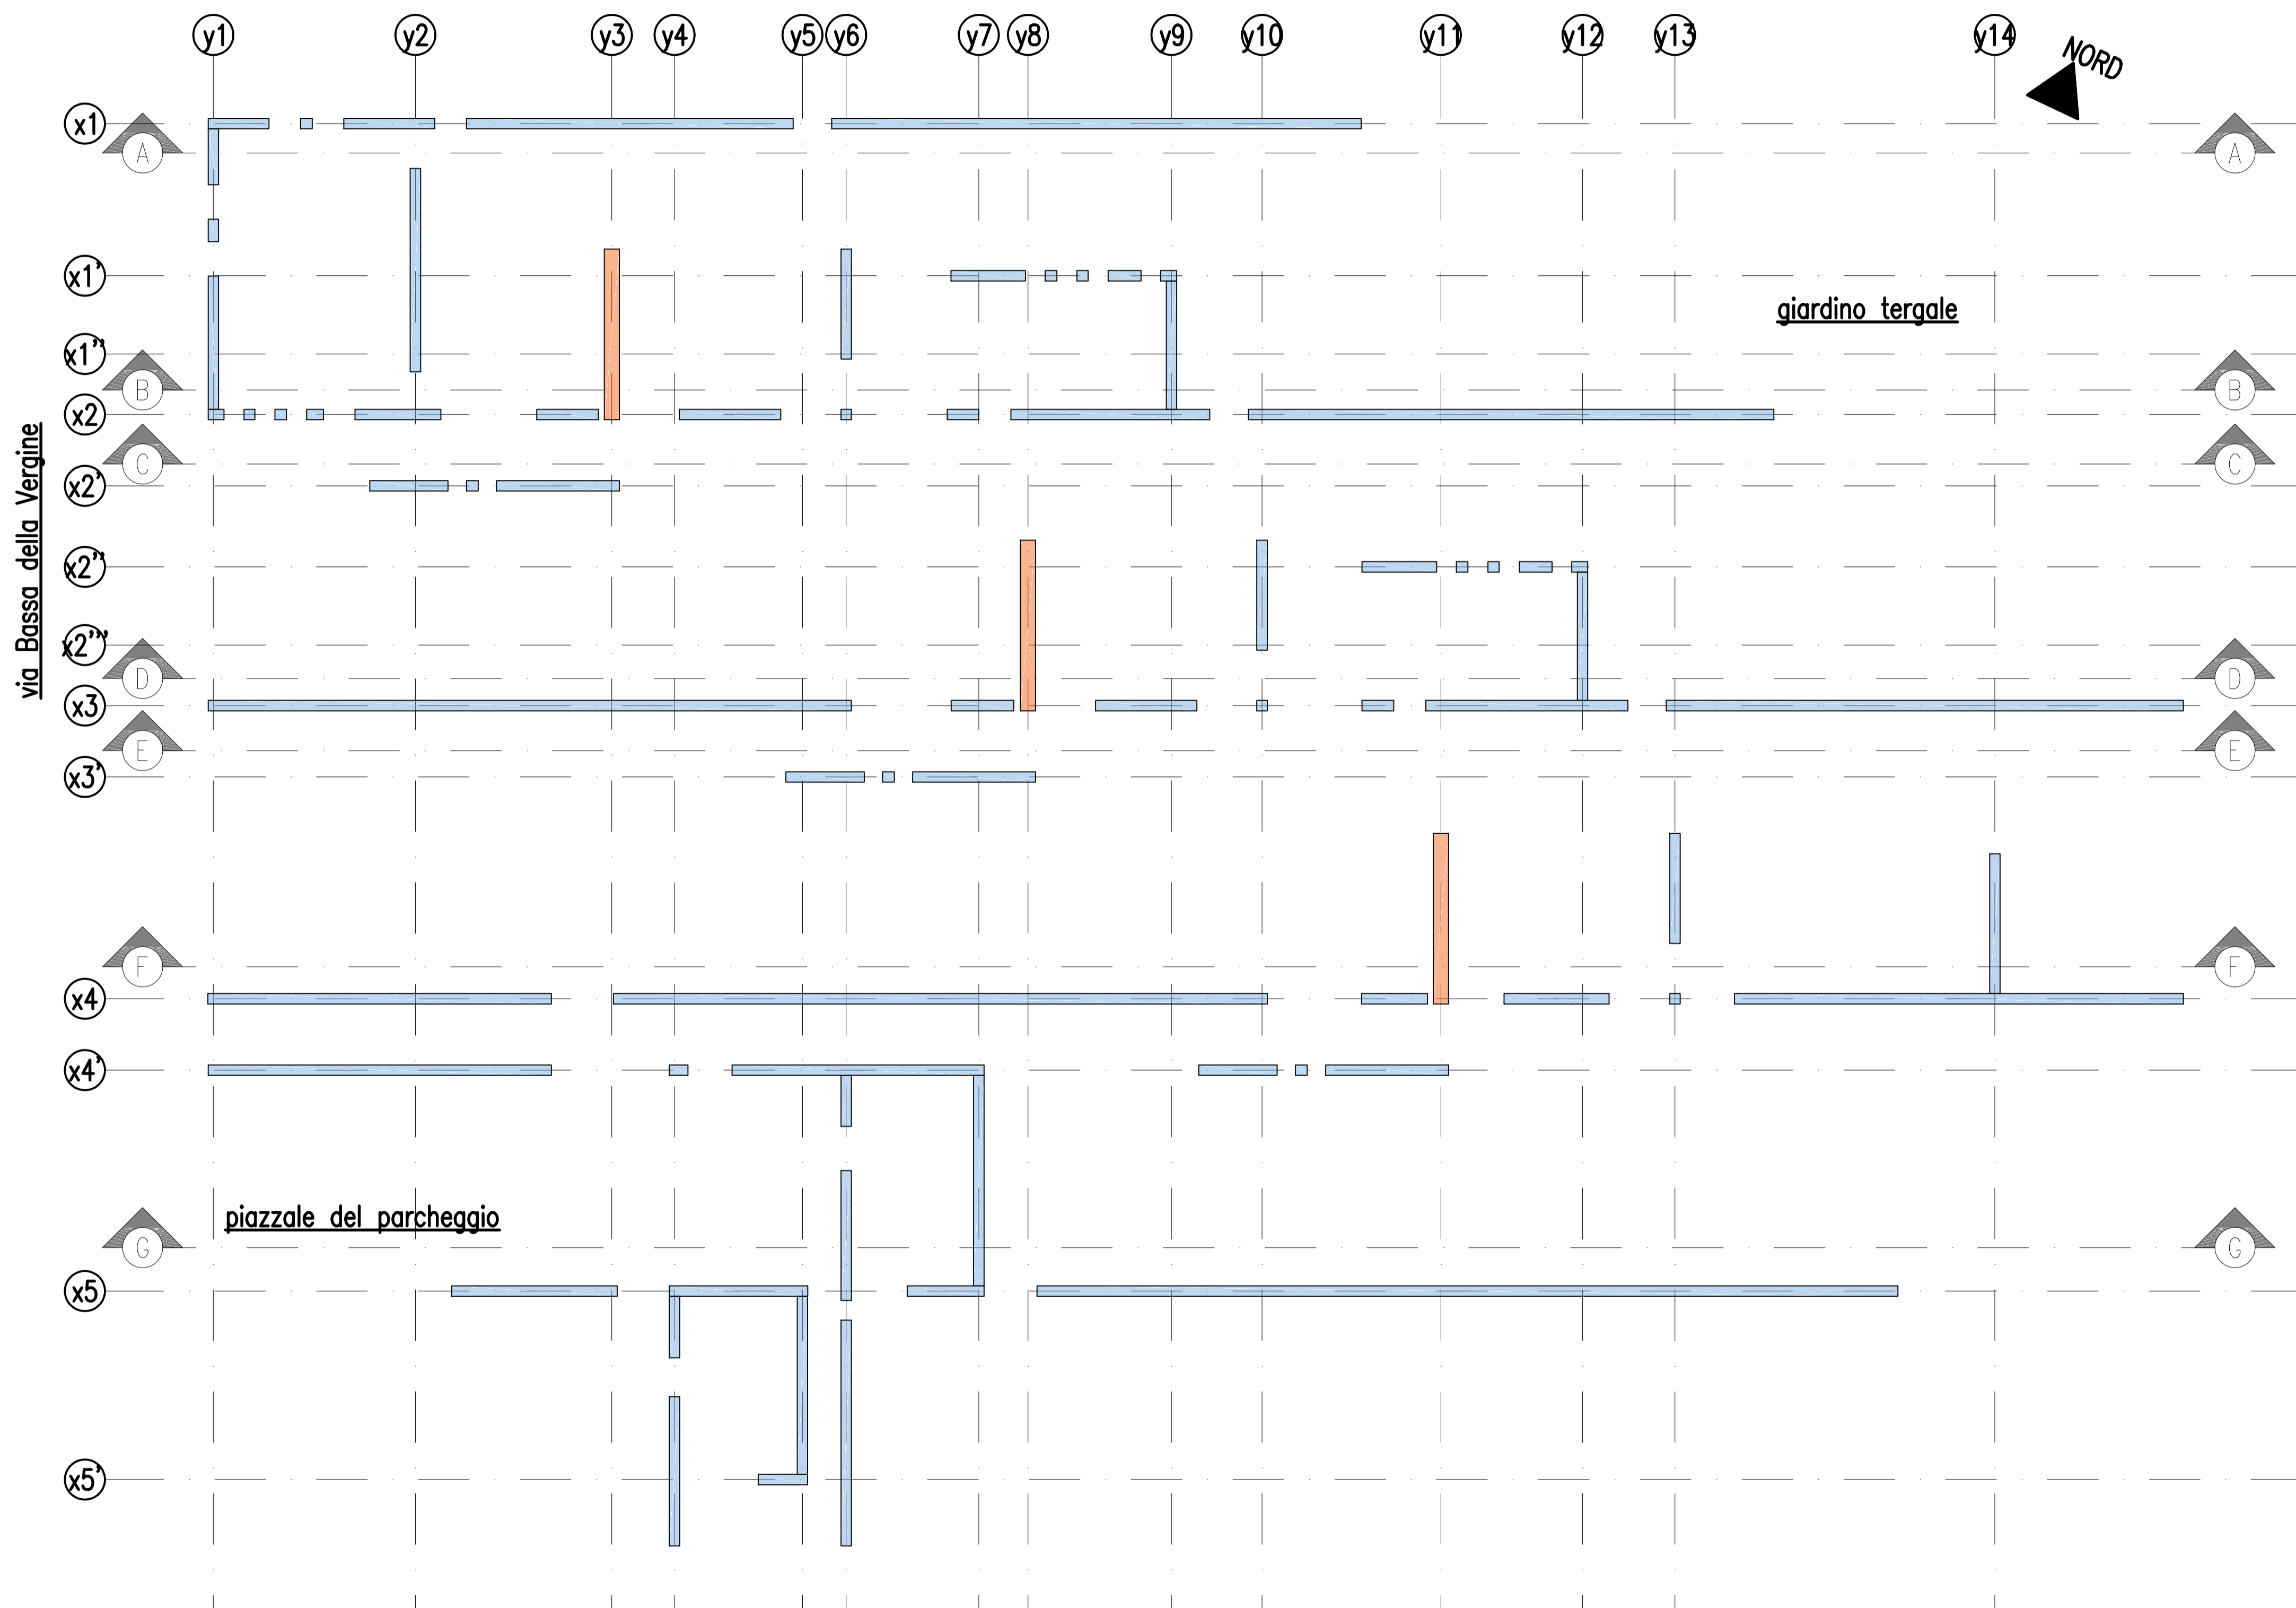 y1 y2 y3 y4 y5 y6 y7 y8 y9 y10 y11 y12 y13 y14
NORD
x1
A A
x1'
giardino tergale
x1''
B B
x2
C C
x2'
via Bassa della Vergine
x2''
x2'''
D D
x3
E E
x3'
F F
x4
x4'
piazzale del parcheggio
G G
x5
x5'